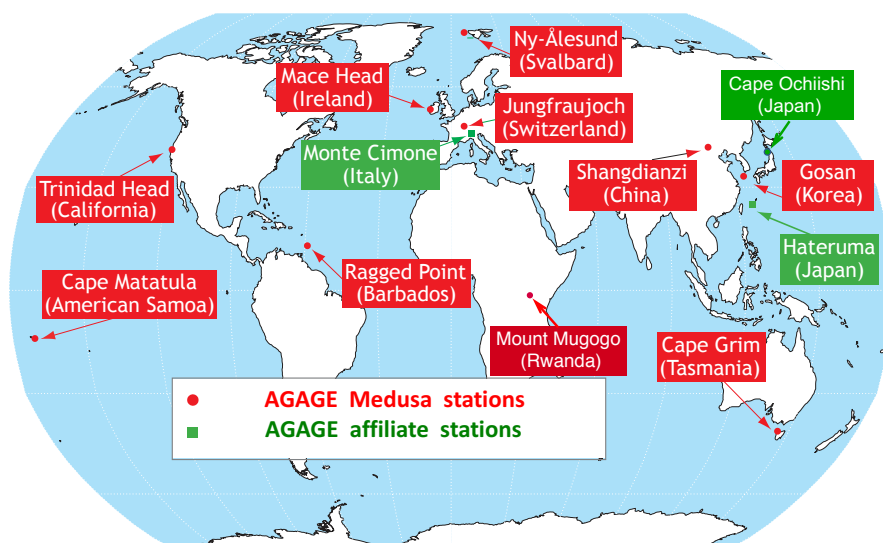 Ny-Ålesund
(Svalbard)
Mace Head
(Ireland)
Jungfraujoch
(Switzerland)
Cape Ochiishi
(Japan)
Monte Cimone
(Italy)
Trinidad Head
(California)
Shangdianzi
(China)
Gosan
(Korea)
Hateruma
(Japan)
Cape Matatula
(American Samoa)
Ragged Point
(Barbados)
Mount Mugogo
(Rwanda)
Cape Grim
(Tasmania)
AGAGE Medusa stations
AGAGE affiliate stations